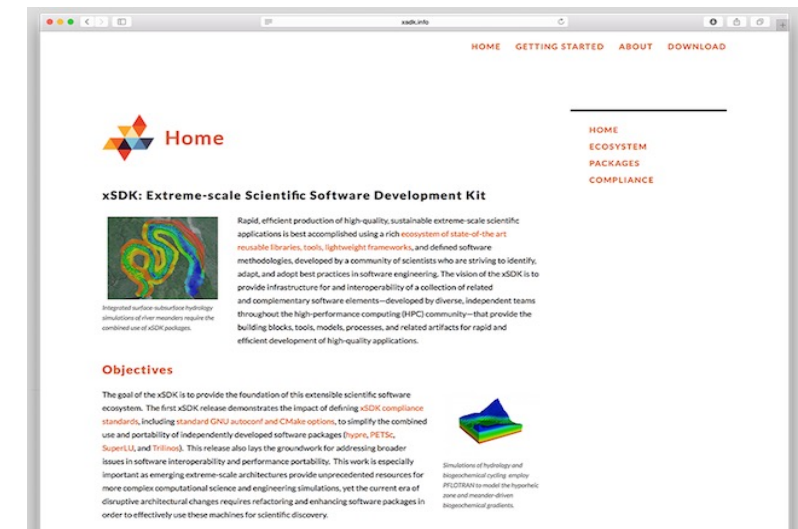 xsdk.info
HOME GETTING STARTED ABOUT DOWNLOAD
Home
HOME
ECOSYSTEM
PACKAGES
COMPLIANCE
xSDK: Extreme-scale Scientific Software Development Kit
Rapid, efficient production of high-quality, sustainable extreme-scale scientific
applications is best accomplished using a rich ecosystem of state-of-the art
reusable libraries, tools, lightweight frameworks, and defined software
methodologies, developed by a community of scientists who are striving to identify,
adapt, and adopt best practices in software engineering. The vision of the xSDK is to
provide infrastructure for and interoperability of a collection of related
and complementary software elements—developed by diverse, independent teams
throughout the high-performance computing (HPC) community—that provide the
building blocks, tools, models, processes, and related artifacts for rapid and
efficient development of high-quality applications.
Integrated surface-subsurface hydrology
simulations of river meanders require the
combined use of xSDK packages.
Objectives
The goal of the xSDK is to provide the foundation of this extensible scientific software
ecosystem. The first xSDK release demonstrates the impact of defining xSDK compliance
standards, including standard GNU autoconf and CMake options, to simplify the combined
use and portability of independently developed software packages (hypre, PETSc,
SuperLU, and Trilinos). This release also lays the groundwork for addressing broader
issues in software interoperability and performance portability. This work is especially
important as emerging extreme-scale architectures provide unprecedented resources for
more complex computational science and engineering simulations, yet the current era of
disruptive architectural changes requires refactoring and enhancing software packages in
order to effectively use these machines for scientific discovery.
Simulations of hydrology and
biogeochemical cycling employ
PFLOTRAN to model the hyporheic
zone and meander-driven
biogeochemical gradients.